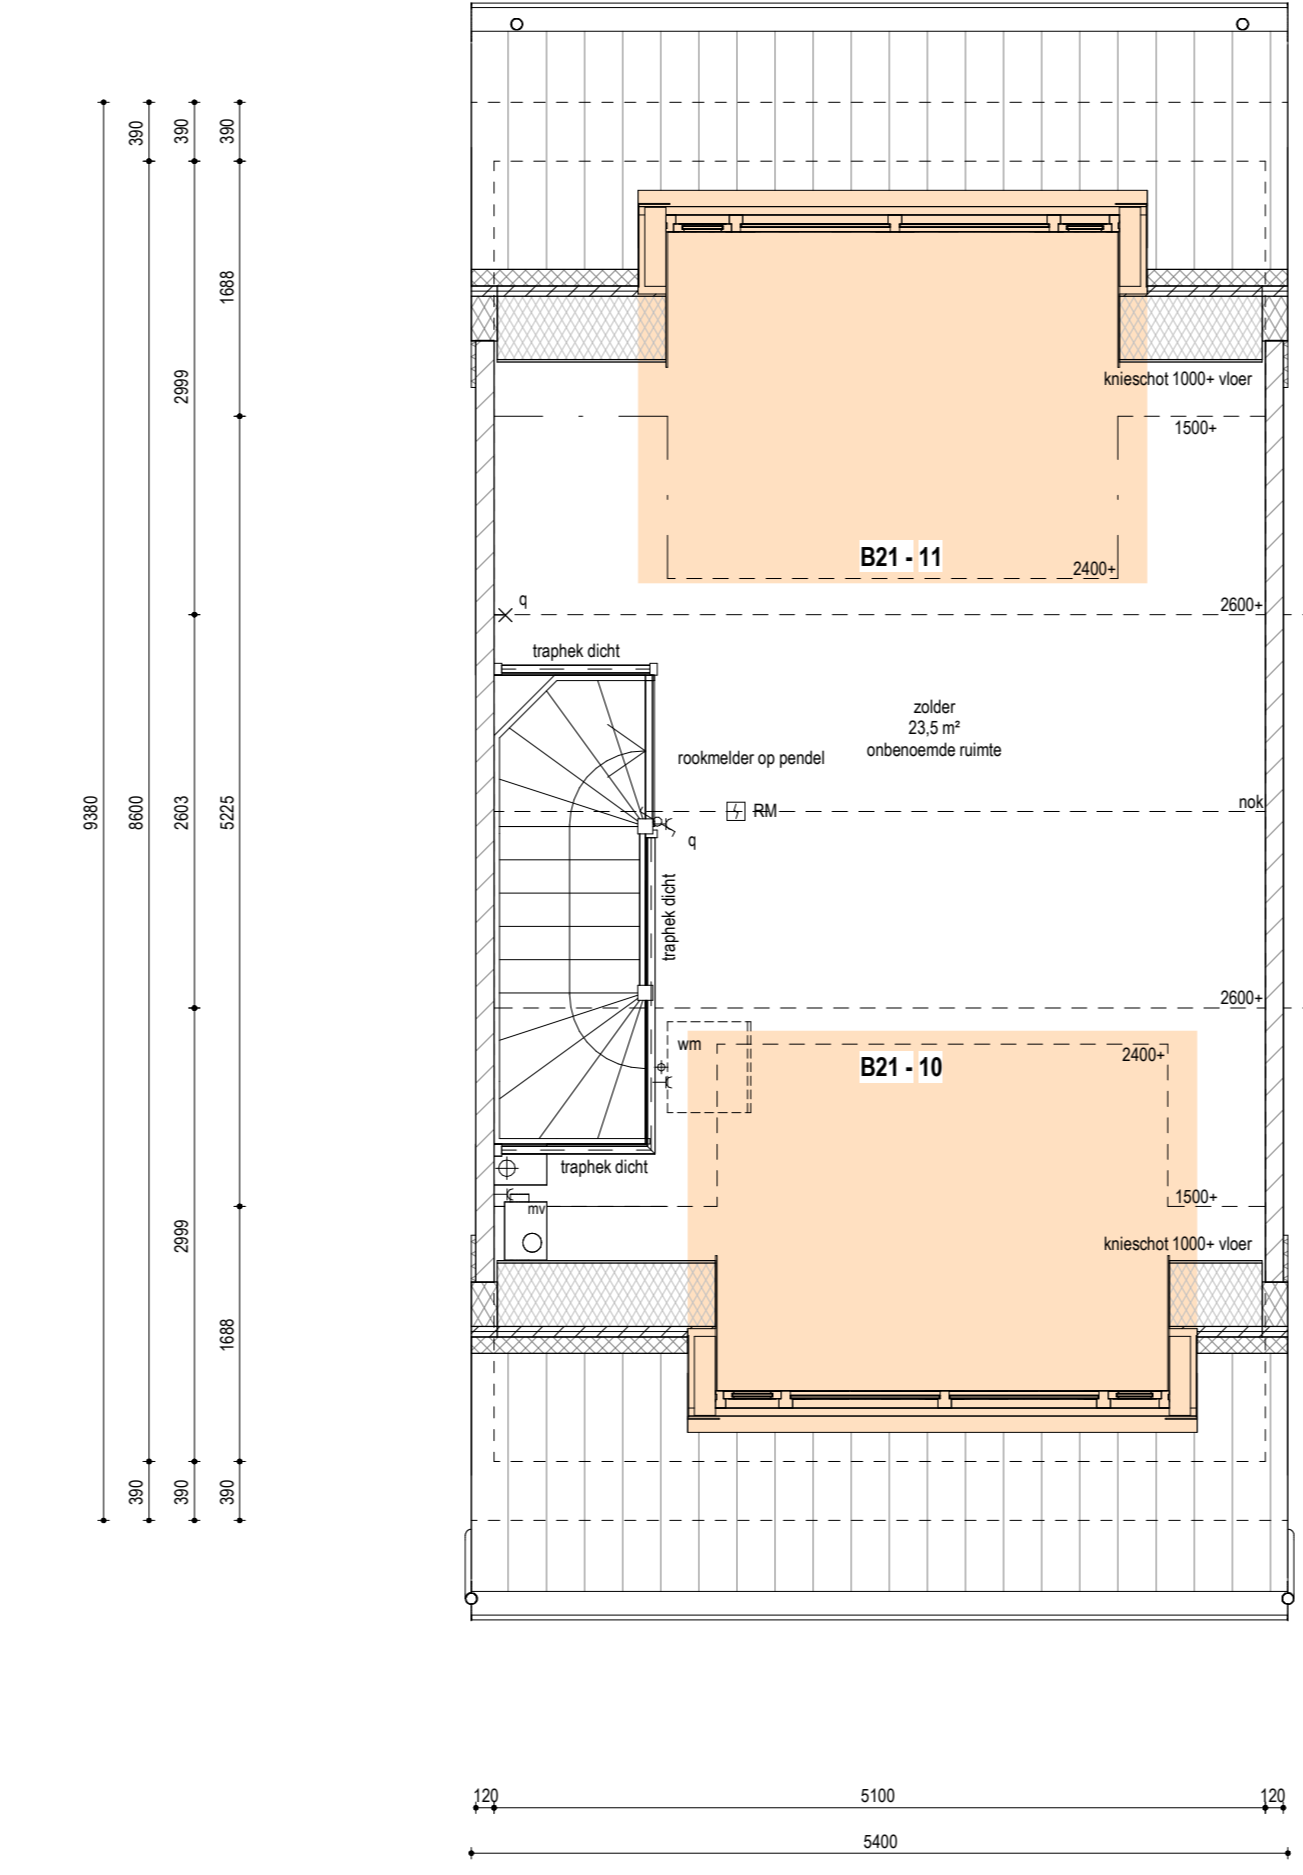 390
390
390
1688
2999
knieschot 1000+ vloer
1500+
B21 - 11
2400+
q
2600+
traphek dicht
zolder
23,5 m²
onbenoemde ruimte
rookmelder op pendel
nok
RM
9380
8600
2603
5225
q
traphek dicht
2600+
wm
B21 - 10
2400+
traphek dicht
1500+
mv
2999
knieschot 1000+ vloer
1688
390
390
390
120
5100
120
5400